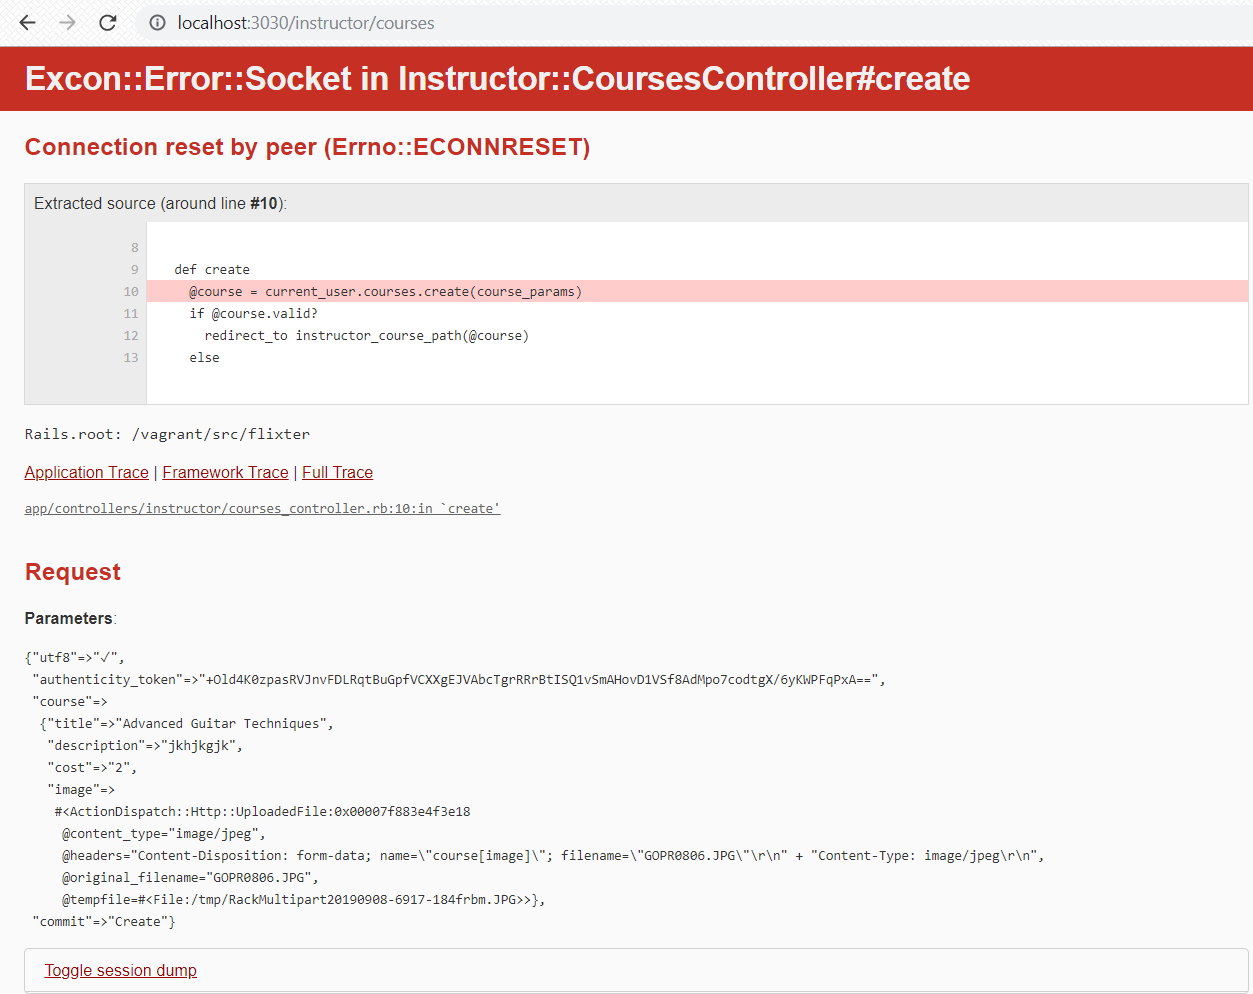 localhost:3030/instructor/courses
Excon::Error::Socket in Instructor::CoursesController#create
Connection reset by peer (Errno::ECONNRESET)
Extracted source (around line #10):
8
9 def create
10 @course = current_user.courses.create(course_params)
11 if @course.valid?
12 redirect_to instructor_course_path(@course)
13 else
Rails.root: /vagrant/src/flixter
Application Trace | Framework Trace | Full Trace
app/controllers/instructor/courses_controller.rb:10:in `create'
Request
Parameters:
{"utf8"=>"✓",
"authenticity_token"=>"+Old4K0zpasRVJnvFDLRqtBuGpfVCXXgEJVAbcTgrRRrBtISQ1vSmAHovD1VSf8AdMpo7codtgX/6yKWPFqPxA==",
"course"=>
{"title"=>"Advanced Guitar Techniques",
"description"=>"jkhjkgjk",
"cost"=>"2",
"image"=>
#<ActionDispatch::Http::UploadedFile:0x00007f883e4f3e18
@content_type="image/jpeg",
@headers="Content-Disposition: form-data; name=\"course[image]\"; filename=\"GOPR0806.JPG\"\r\n" + "Content-Type: image/jpeg\r\n",
@original_filename="GOPR0806.JPG",
@tempfile=#<File:/tmp/RackMultipart20190908-6917-184frbm.JPG>>},
"commit"=>"Create"}
Toggle session dump